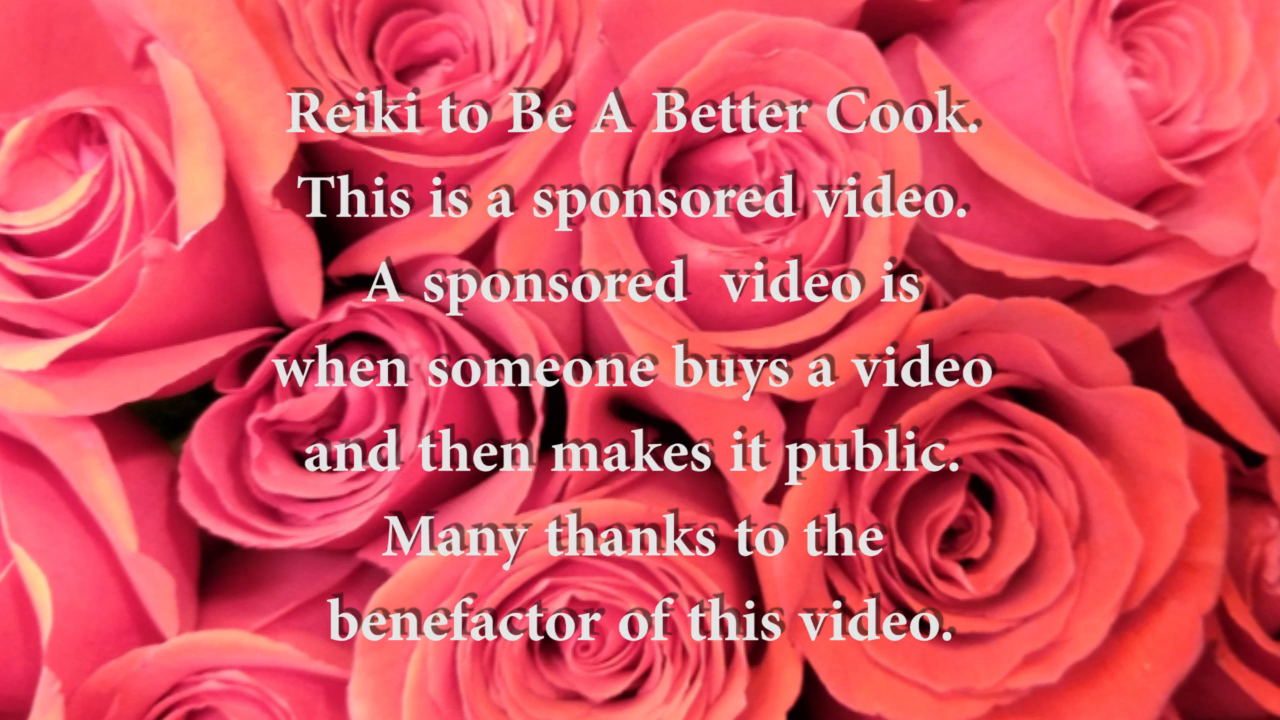 Reiki to Be A Better Cook.
This is a sponsored video.
A sponsored  video is
when someone buys a video
and then makes it public.
Many thanks to the
benefactor of this video.